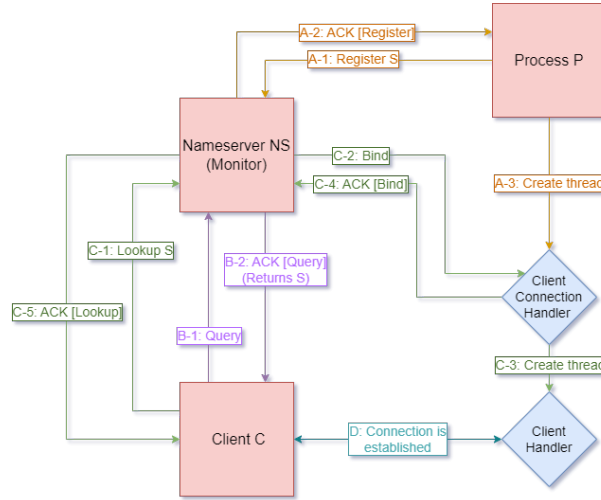 A-2: ACK [Register]
A-1: Register S
Process P
Nameserver NS
(Monitor)
C-2: Bind
C-4: ACK [Bind]
A-3: Create thread
C-1: Lookup S
B-2: ACK [Query]
(Returns S)
Client
Connection
Handler
C-5: ACK [Lookup]
B-1: Query
C-3: Create thread
Client C
D: Connection is
established
Client
Handler